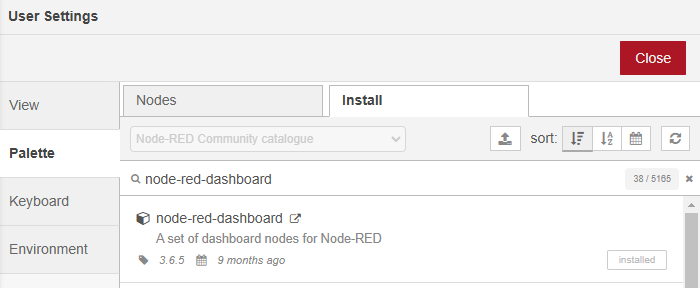 User Settings
Close
View
Palette
Keyboard
Environment
Nodes
Install
Node-RED Community catalogue
sort:
node-red-dashboard
38 / 5165
node-red-dashboard
A set of dashboard nodes for Node-RED
3.6.5 9 months ago
installed